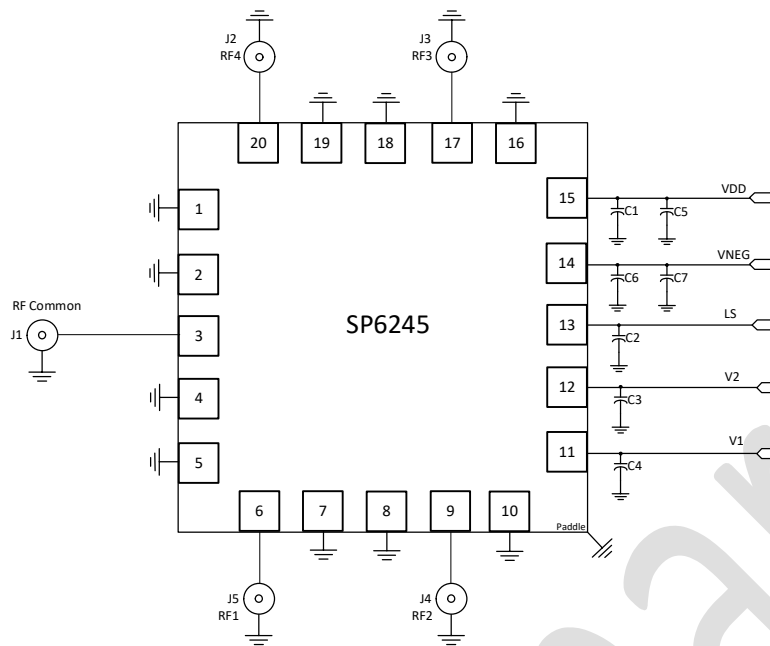 J2
RF4
J3
RF3
20
19
18
17
16
15
VDD
C1
C5
1
14
VNEG
C6
C7
2
RF Common
J1
3
SP6245
13
LS
C2
4
12
V2
C3
5
11
V1
C4
6
7
8
9
10
Paddle
J5
RF1
J4
RF2